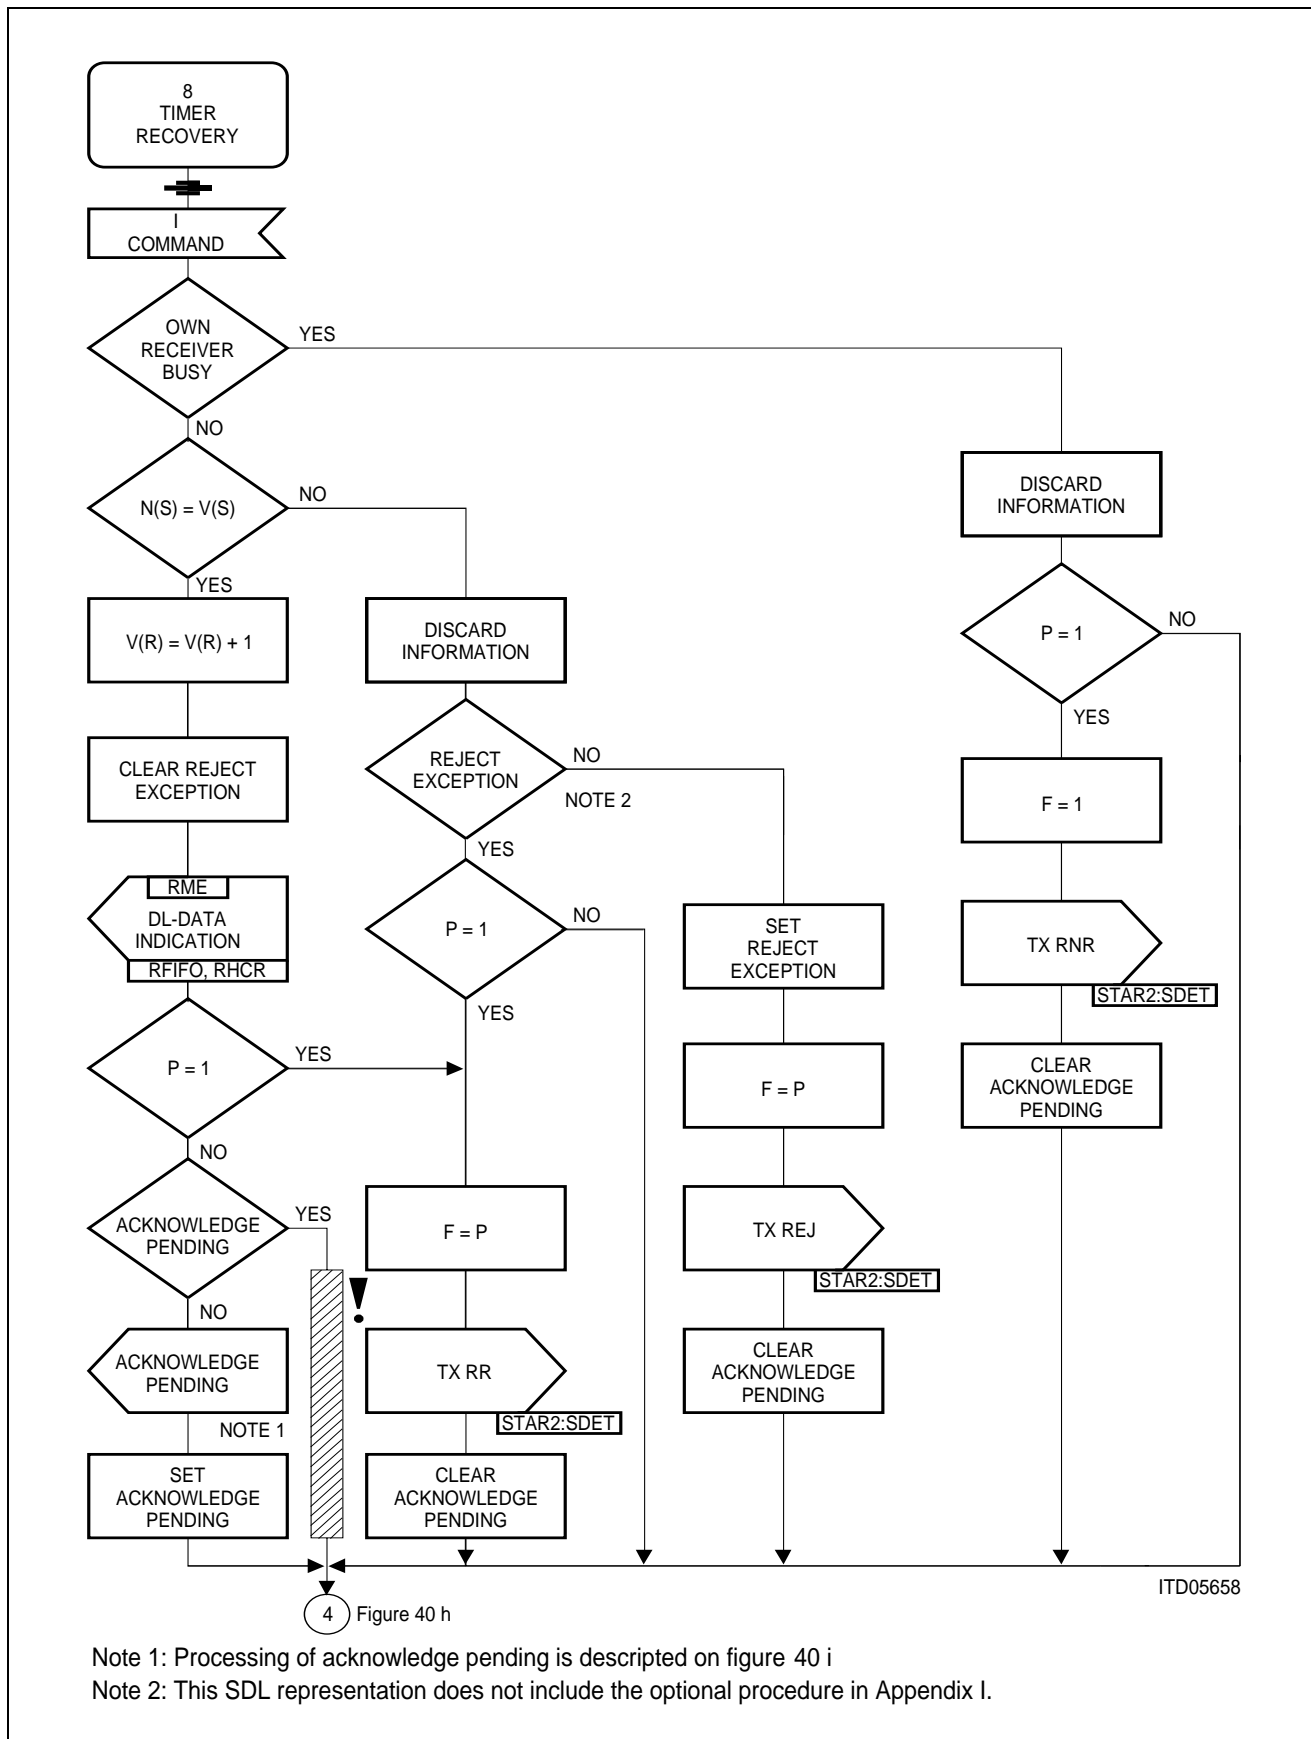 8
TIMER
RECOVERY
I
COMMAND
OWN
RECEIVER
BUSY
YES
NO
N(S) = V(S)
NO
YES
DISCARD
INFORMATION
P = 1
NO
YES
V(R) = V(R) + 1
DISCARD
INFORMATION
CLEAR REJECT
EXCEPTION
REJECT
EXCEPTION
NO
NOTE 2
YES
F = 1
RME
DL-DATA
INDICATION
RFIFO, RHCR
P = 1
NO
YES
SET
REJECT
EXCEPTION
TX RNR
STAR2:SDET
P = 1
YES
NO
F = P
CLEAR
ACKNOWLEDGE
PENDING
ACKNOWLEDGE
PENDING
YES
NO
!
F = P
TX REJ
STAR2:SDET
ACKNOWLEDGE
PENDING
NOTE 1
TX RR
STAR2:SDET
CLEAR
ACKNOWLEDGE
PENDING
SET
ACKNOWLEDGE
PENDING
CLEAR
ACKNOWLEDGE
PENDING
ITD05658
4 Figure 40 h
Note 1: Processing of acknowledge pending is descripted on figure 40 i
Note 2: This SDL representation does not include the optional procedure in Appendix I.